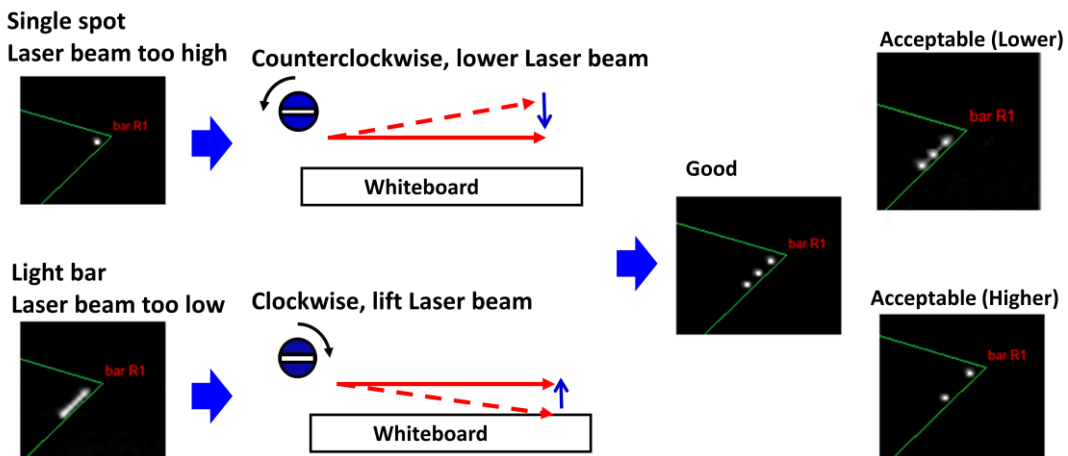 Single spot
Laser beam too high
bar R1
Counterclockwise, lower Laser beam
Whiteboard
Light bar
Laser beam too low
bar R1
Clockwise, lift Laser beam
Whiteboard
Good
bar R1
Acceptable (Lower)
bar R1
Acceptable (Higher)
bar R1